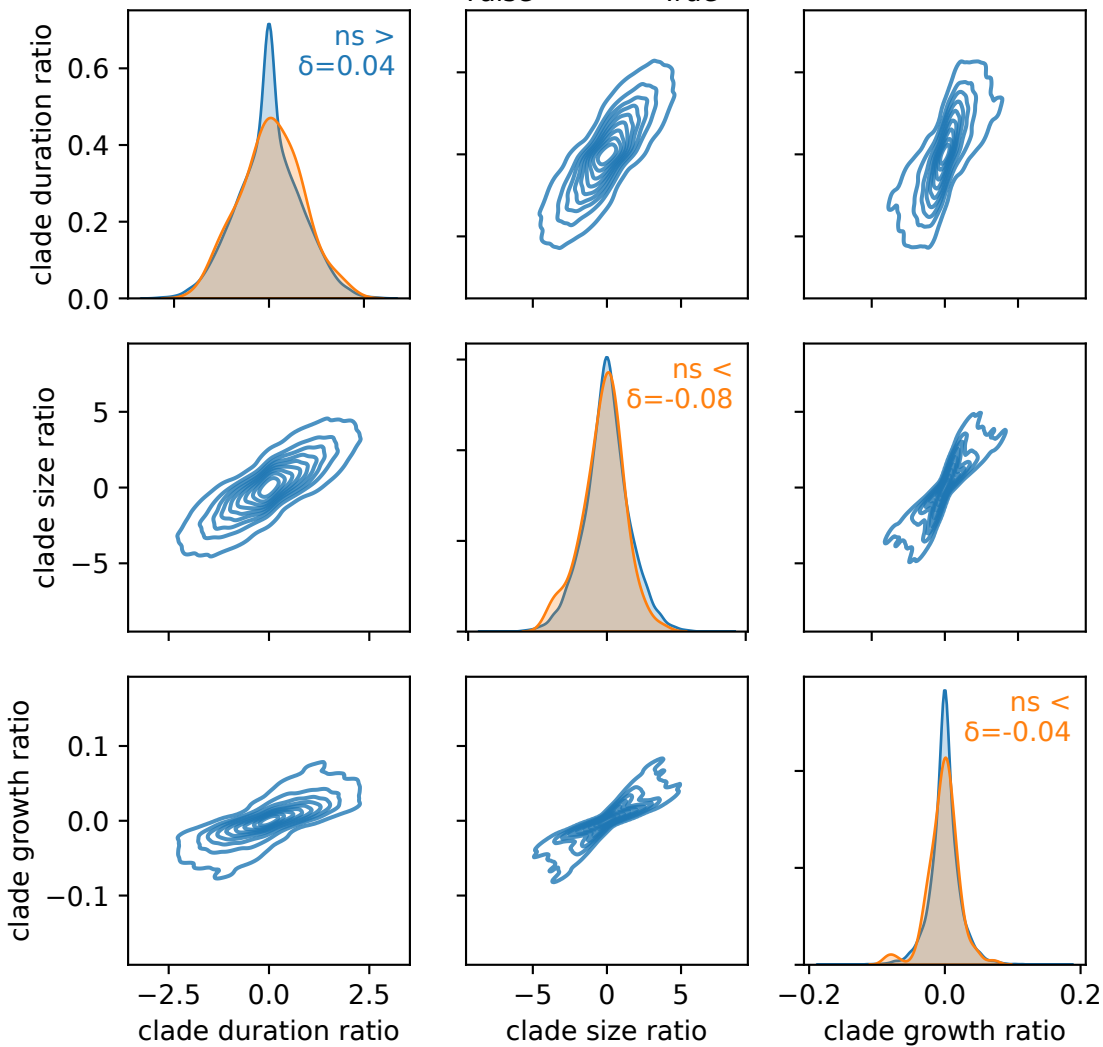 clade duration ratio
0.6
0.4
0.2
0.0
ns >
δ=0.04
clade size ratio
5
0
−5
ns <
δ=-0.08
clade growth ratio
0.1
0.0
−0.1
ns <
δ=-0.04
−2.5 0.0 2.5
clade duration ratio
−5 0 5
clade size ratio
−0.2 0.0 0.2
clade growth ratio